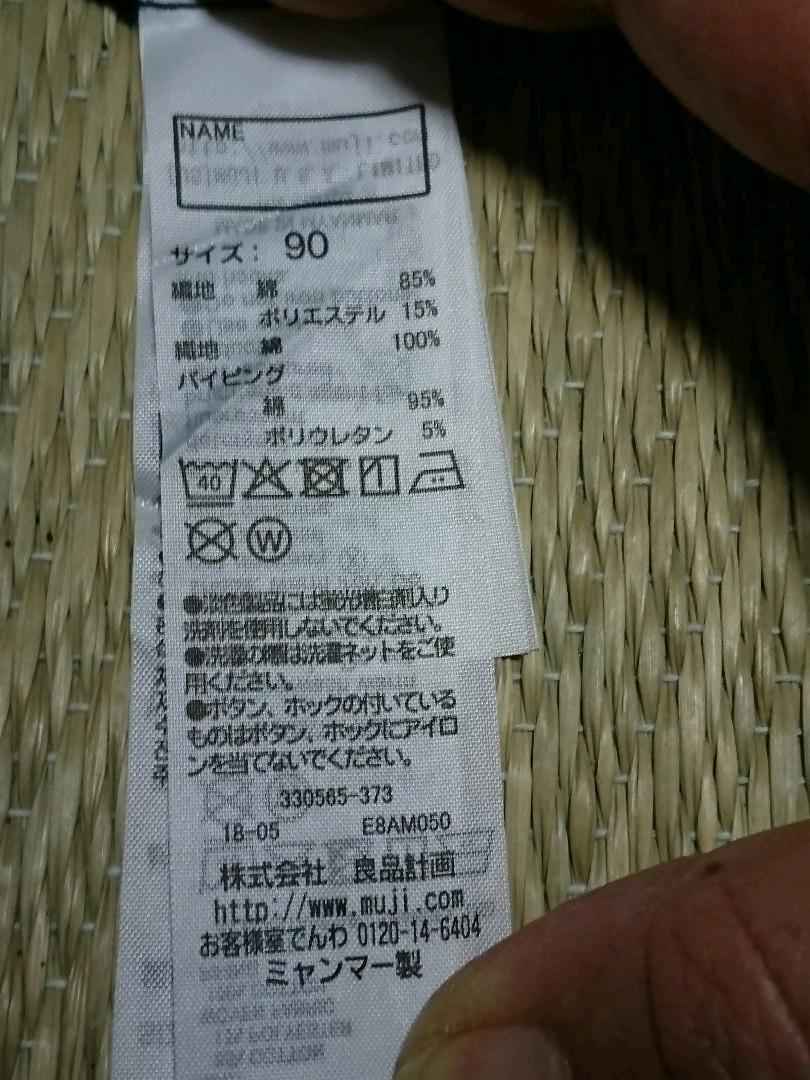 NAME
サイズ: 90
織地 綿 85%
ポリエステル 15%
織地 綿 100%
パイピング
綿 95%
ポリウレタン 5%
40
W
●淡色製品には蛍光増白剤入り
洗剤を使用しないでください。
●洗濯の際は洗濯ネットをご使
用ください。
●ボタン、ホックの付いている
ものはボタン、ホックにアイロ
ンを当てないでください。
330565-373
18-05 E8AM050
株式会社 良品計画
http://www.muji.com
お客様室でんわ 0120-14-6404
ミャンマー製